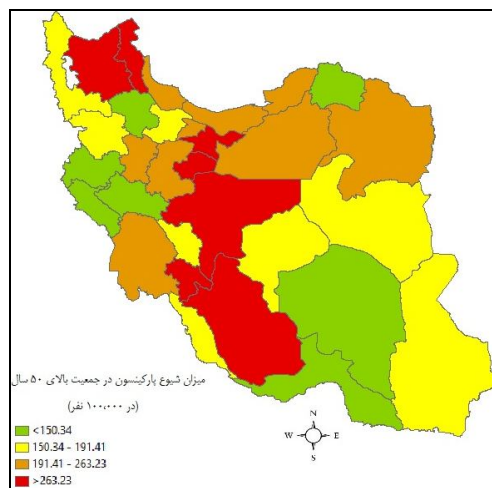 میزان شیوع پارکینسون در جمعیت بالای ۵۰ سال
(در ۱۰۰،۰۰۰ نفر)
<150.34
150.34 - 191.41
191.41 - 263.23
>263.23
N
W E
S